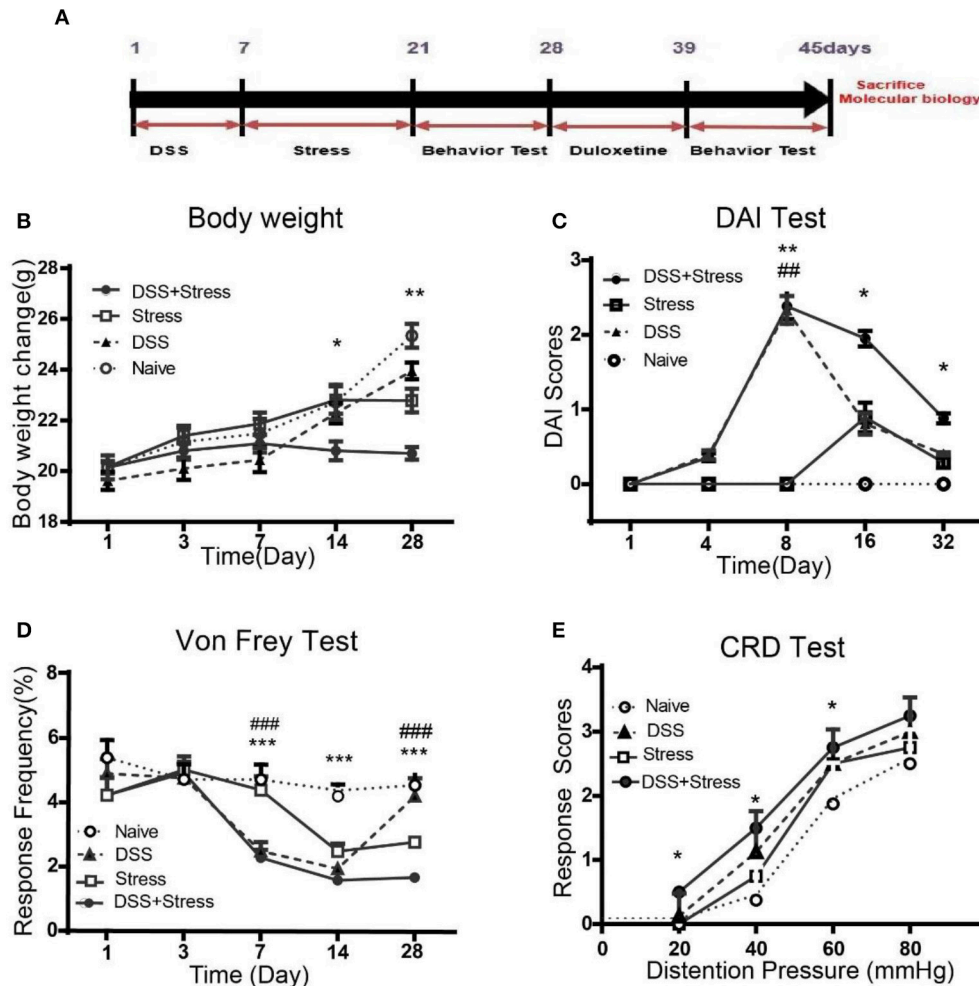 A
1 7 21 28 39 45days
Sacrifice
Molecular biology
DSS Stress Behavior Test Duloxetine Behavior Test
B
Body weight
Body weight change(g)
28
26
24
22
20
18
DSS+Stress
Stress
DSS
Naive
*
**
1 3 7 14 28
Time(Day)
C
DAI Test
DAI Scores
3
2
1
0
DSS+Stress
Stress
DSS
Naive
**
##
*
*
1 4 8 16 32
Time(Day)
D
Von Frey Test
Response Frequency(%)
8
6
4
2
0
###
***
***
###
***
Naive
DSS
Stress
DSS+Stress
1 3 7 14 28
Time (Day)
E
CRD Test
Response Scores
4
3
2
1
0
Naive
DSS
Stress
DSS+Stress
*
*
*
0 20 40 60 80
Distention Pressure (mmHg)